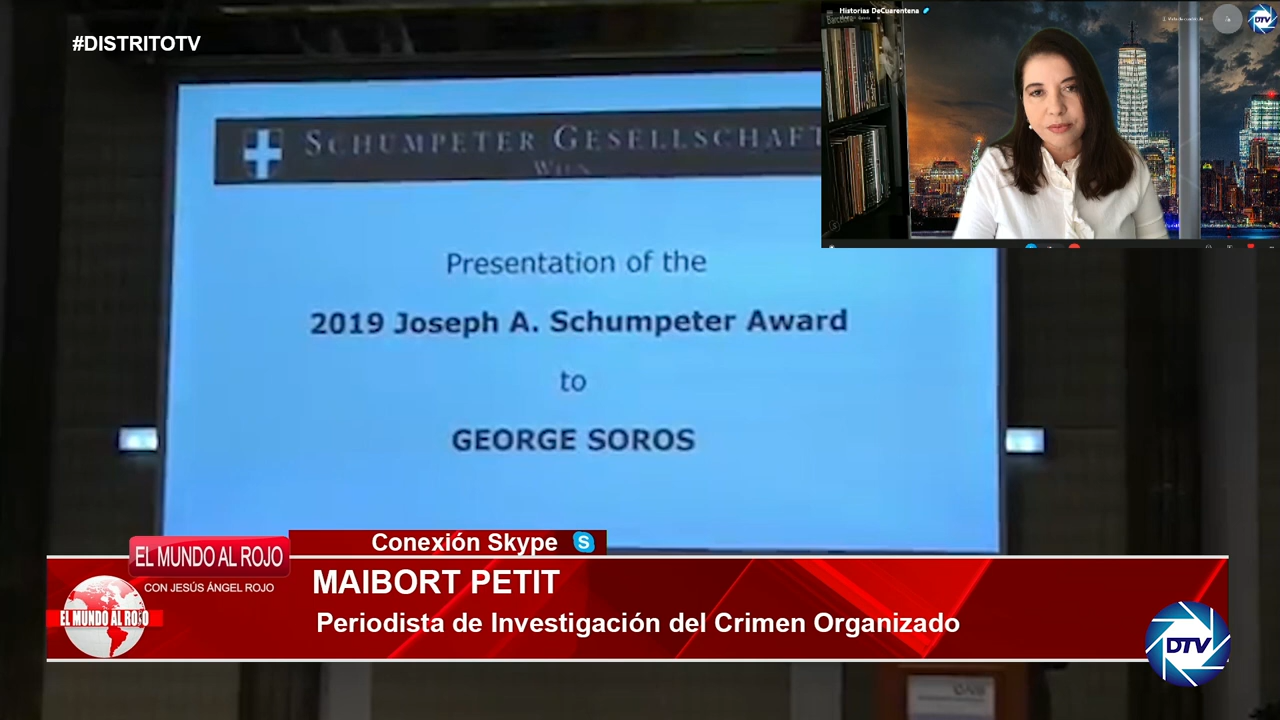 #DISTRITOTV
Historias DeCuarentena
DTV
SCHUMPETER GESELLSCHAFT
WIEN
Presentation of the
2019 Joseph A. Schumpeter Award
to
GEORGE SOROS
Conexión Skype
EL MUNDO AL ROJO
CON JESÚS ÁNGEL ROJO
MAIBORT PETIT
EL MUNDO AL ROJO
Periodista de Investigación del Crimen Organizado
DTV